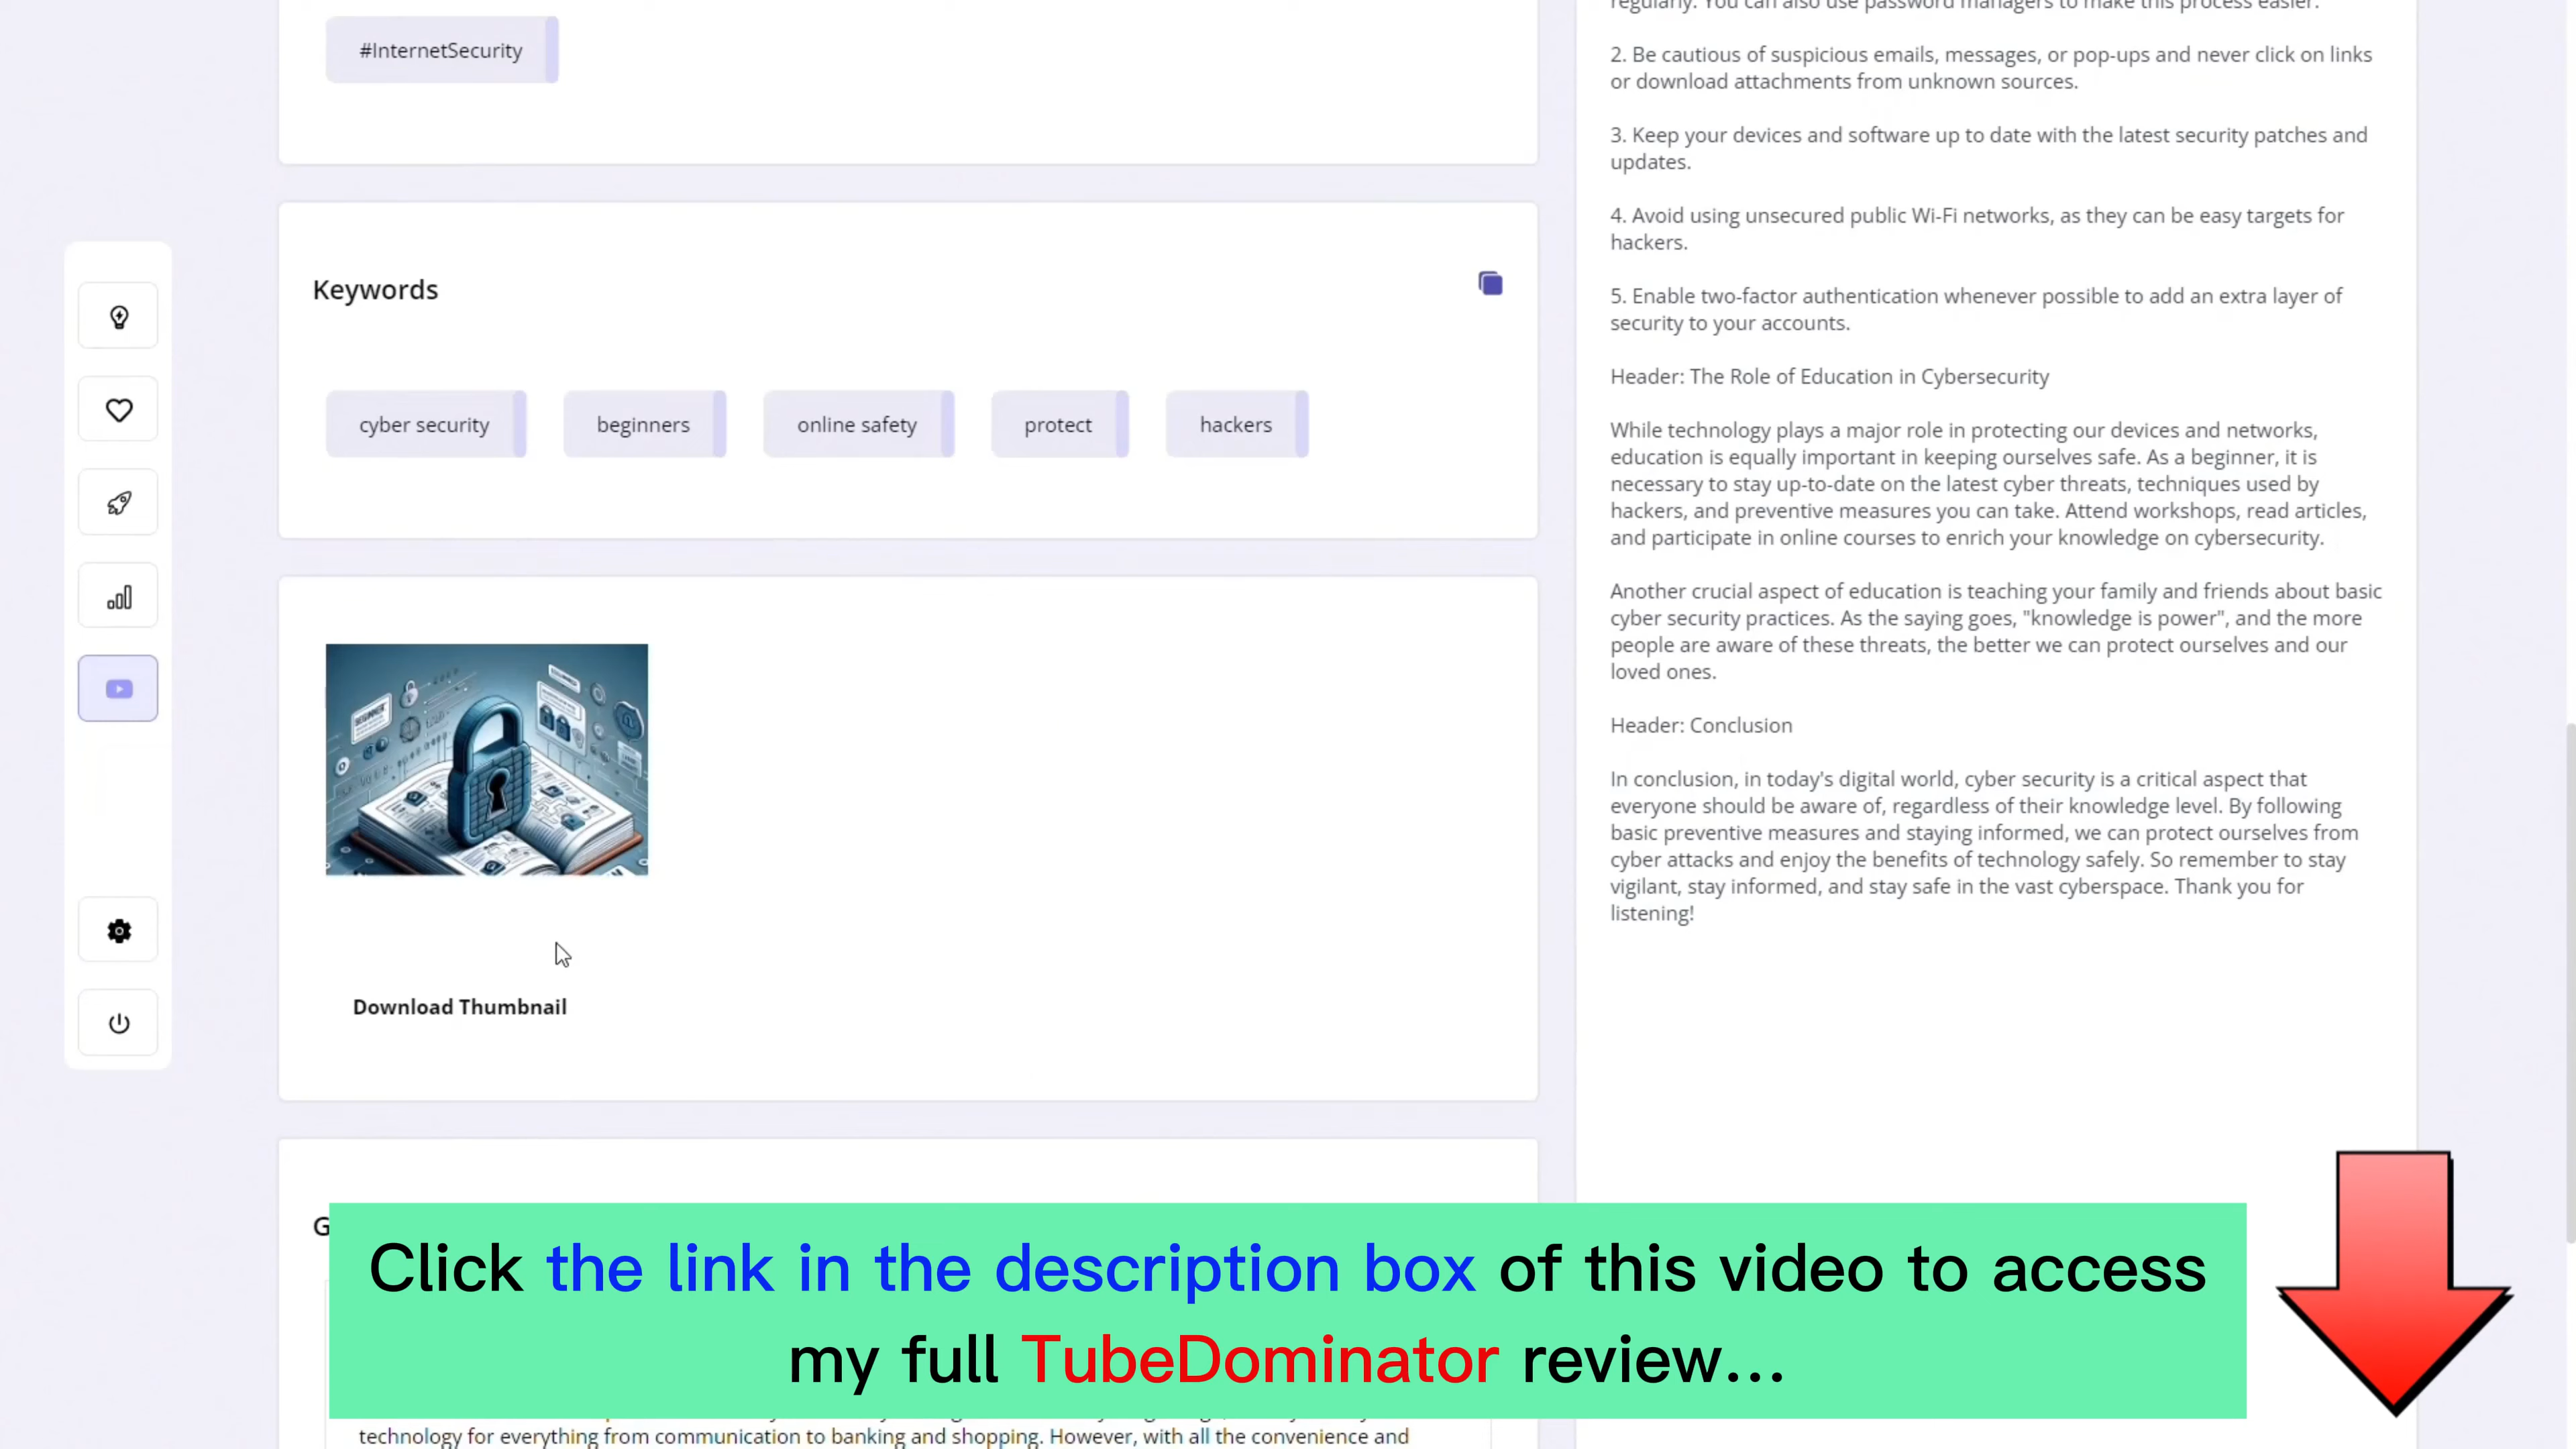 #InternetSecurity
Keywords
cyber security
beginners
online safety
protect
hackers
Download Thumbnail
regularly. You can also use password managers to make this process easier.
2. Be cautious of suspicious emails, messages, or pop-ups and never click on links
or download attachments from unknown sources.
3. Keep your devices and software up to date with the latest security patches and
updates.
4. Avoid using unsecured public Wi-Fi networks, as they can be easy targets for
hackers.
5. Enable two-factor authentication whenever possible to add an extra layer of
security to your accounts.
Header: The Role of Education in Cybersecurity
While technology plays a major role in protecting our devices and networks,
education is equally important in keeping ourselves safe. As a beginner, it is
necessary to stay up-to-date on the latest cyber threats, techniques used by
hackers, and preventive measures you can take. Attend workshops, read articles,
and participate in online courses to enrich your knowledge on cybersecurity.
Another crucial aspect of education is teaching your family and friends about basic
cyber security practices. As the saying goes, "knowledge is power", and the more
people are aware of these threats, the better we can protect ourselves and our
loved ones.
Header: Conclusion
In conclusion, in today's digital world, cyber security is a critical aspect that
everyone should be aware of, regardless of their knowledge level. By following
basic preventive measures and staying informed, we can protect ourselves from
cyber attacks and enjoy the benefits of technology safely. So remember to stay
vigilant, stay informed, and stay safe in the vast cyberspace. Thank you for
listening!
Click the link in the description box of this video to access
my full TubeDominator review...
technology for everything from communication to banking and shopping. However, with all the convenience and